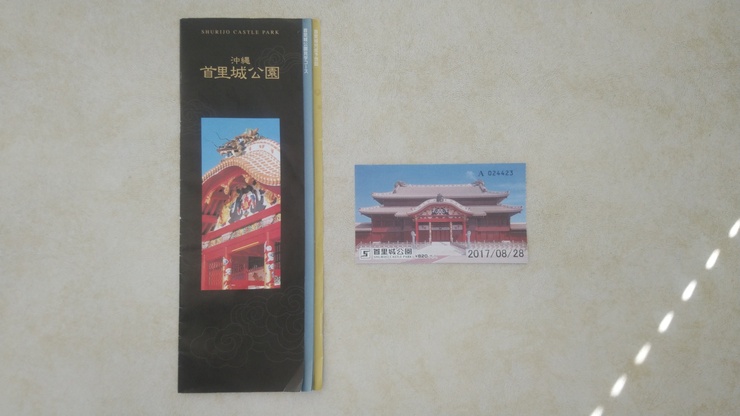 SHURIJO CASTLE PARK
沖縄
首里城公園
A 024423
首里城公園
2017/08/28